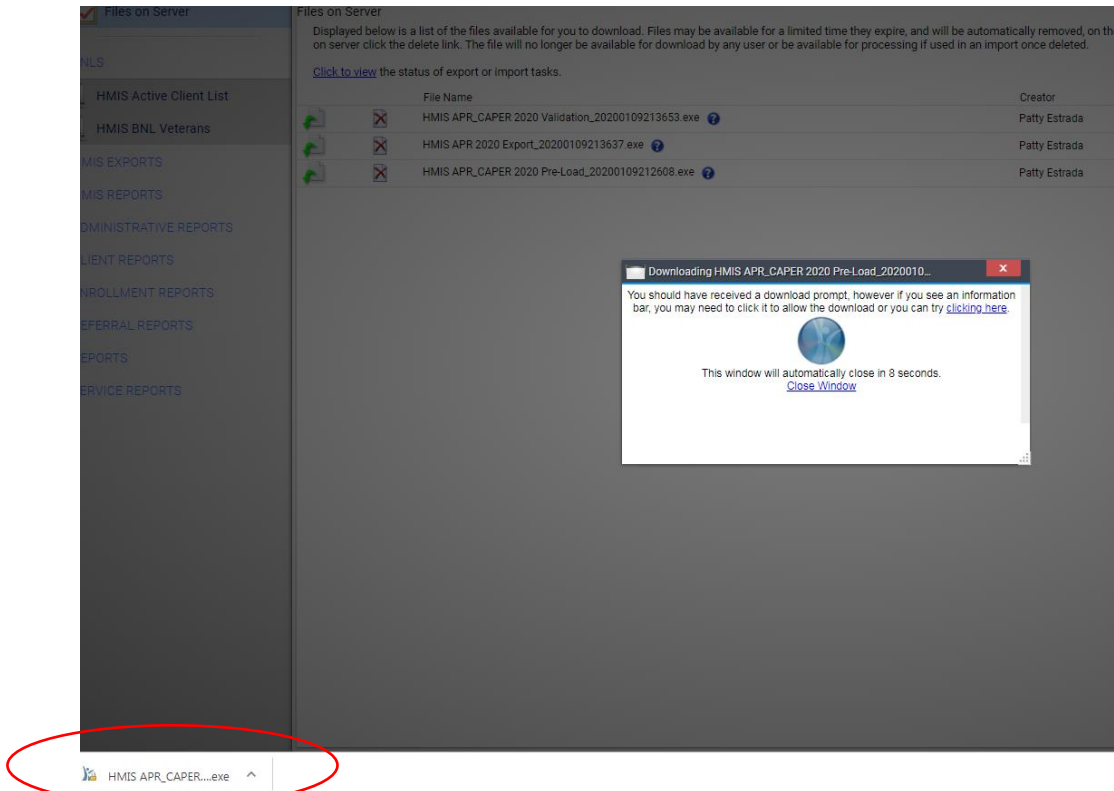 Files on Server
NLS
HMIS Active Client List
HMIS BNL Veterans
MIS EXPORTS
MIS REPORTS
DMINISTRATIVE REPORTS
LIENT REPORTS
NROLLMENT REPORTS
EFERRAL REPORTS
EPORTS
ERVICE REPORTS
Files on Server
Displayed below is a list of the files available for you to download. Files may be available for a limited time they expire, and will be automatically removed, on the
on server click the delete link. The file will no longer be available for download by any user or be available for processing if used in an import once deleted.
Click to view the status of export or import tasks.
File Name Creator
HMIS APR_CAPER 2020 Validation_20200109213653.exe Patty Estrada
HMIS APR 2020 Export_20200109213637.exe Patty Estrada
HMIS APR_CAPER 2020 Pre-Load_20200109212608.exe Patty Estrada
Downloading HMIS APR_CAPER 2020 Pre-Load_2020010... X
You should have received a download prompt, however if you see an information
bar, you may need to click it to allow the download or you can try clicking here.
This window will automatically close in 8 seconds.
Close Window
HMIS APR_CAPER....exe